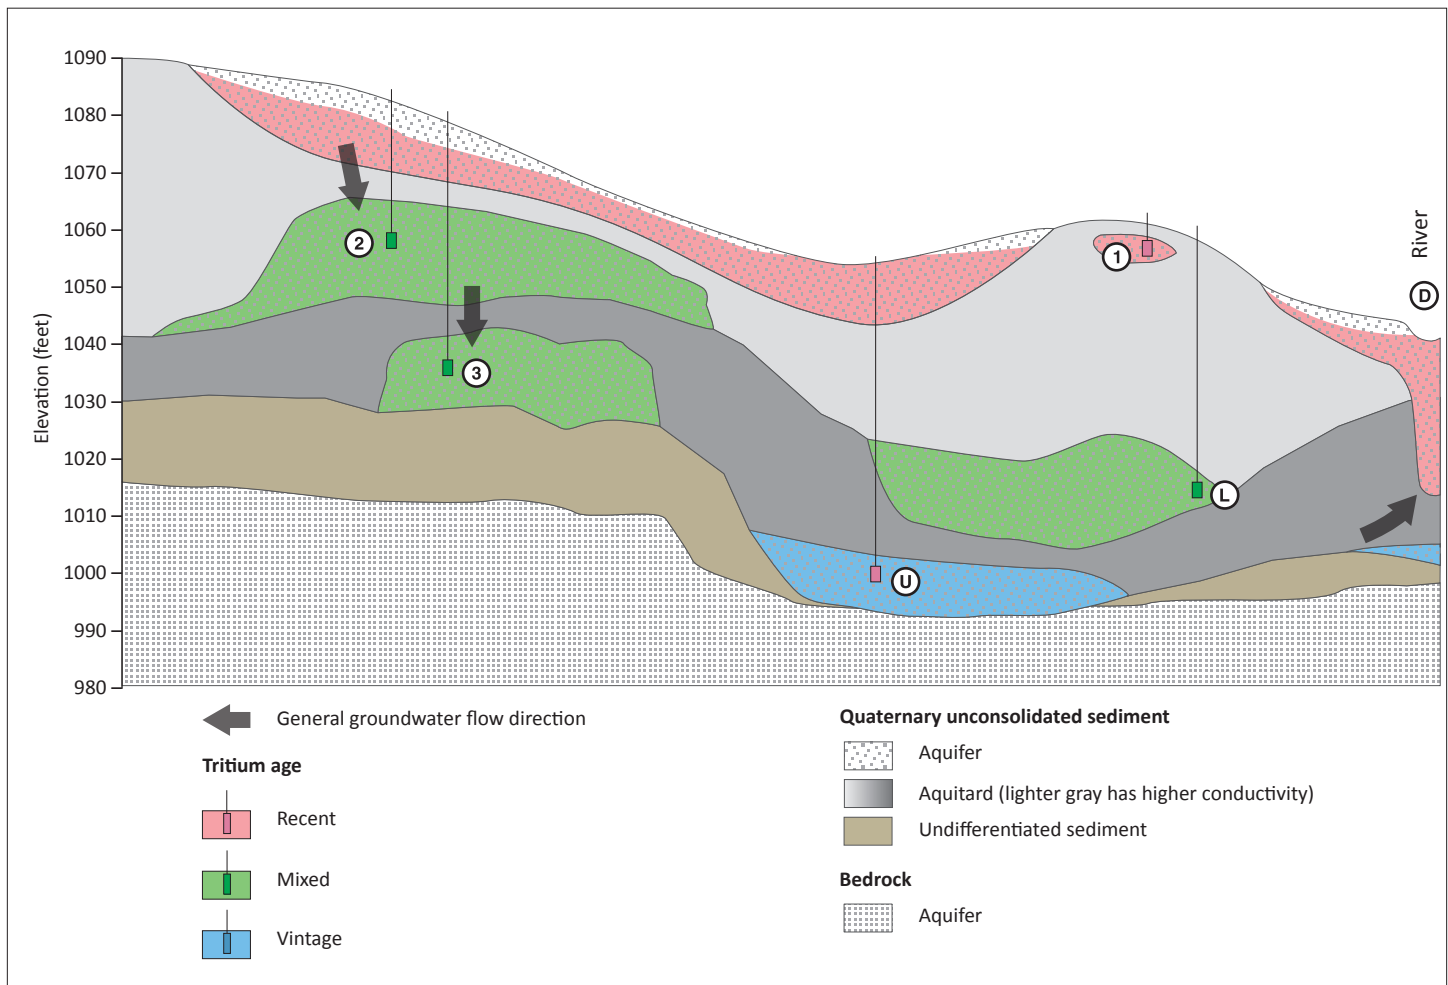 1090
1080
1070
1060
1050
1040
1030
1020
1010
1000
990
980
Elevation (feet)
2
3
1
River
D
L
U
General groundwater flow direction
Tritium age
Recent
Mixed
Vintage
Quaternary unconsolidated sediment
Aquifer
Aquitard (lighter gray has higher conductivity)
Undifferentiated sediment
Bedrock
Aquifer